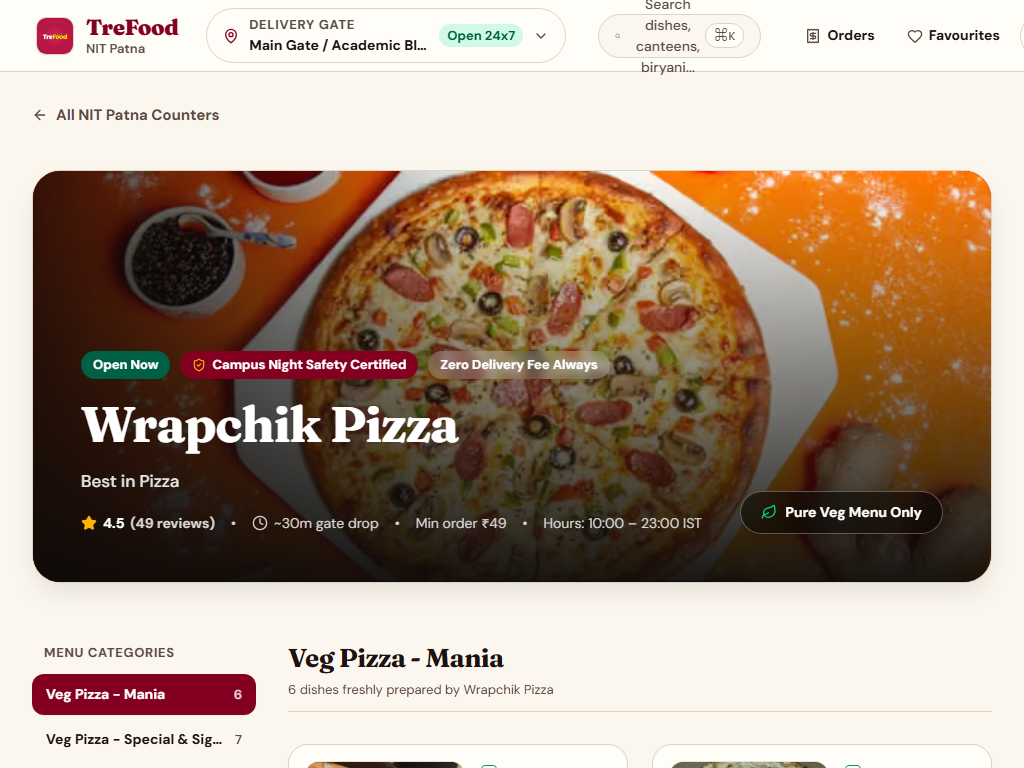 TreFood
TreFood
NIT Patna
DELIVERY GATE
Main Gate / Academic Bl...
Open 24x7
Search
dishes,
canteens,
biryani...
⌘K
Orders
Favourites
All NIT Patna Counters
Open Now
Campus Night Safety Certified
Zero Delivery Fee Always
Wrapchik Pizza
Best in Pizza
4.5 (49 reviews) • ~30m gate drop • Min order ₹49 • Hours: 10:00 – 23:00 IST
Pure Veg Menu Only
MENU CATEGORIES
Veg Pizza - Mania 6
Veg Pizza - Special & Sig... 7
Veg Pizza - Mania
6 dishes freshly prepared by Wrapchik Pizza